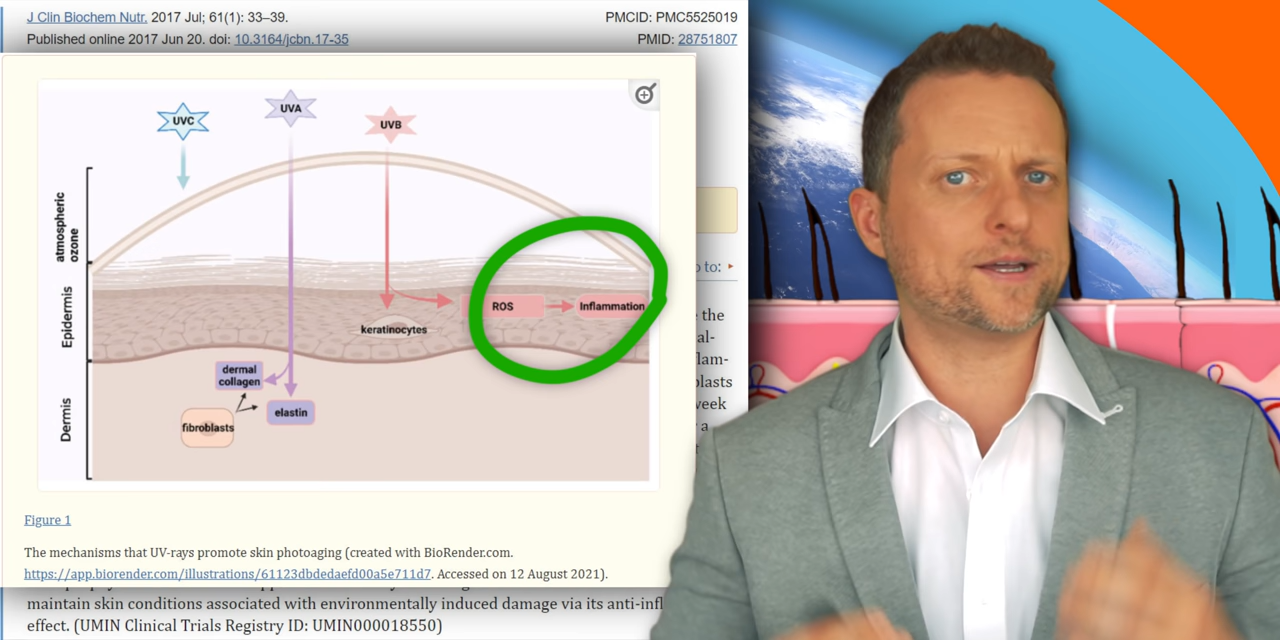 J Clin Biochem Nutr. 2017 Jul; 61(1): 33–39.
PMCID: PMC5525019
Published online 2017 Jun 20. doi: 10.3164/jcbn.17-35
PMID: 28751807
UVC
UVA
UVB
atmospheric
ozone
Epidermis
ROS
Inflammation
keratinocytes
dermal
collagen
elastin
fibroblasts
Dermis
to:
the
week
a
Figure 1
The mechanisms that UV-rays promote skin photoaging (created with BioRender.com.
https://app.biorender.com/illustrations/61123dbdedaefd00a5e711d7. Accessed on 12 August 2021).
maintain skin conditions associated with environmentally induced damage via its anti-infl
effect. (UMIN Clinical Trials Registry ID: UMIN000018550)